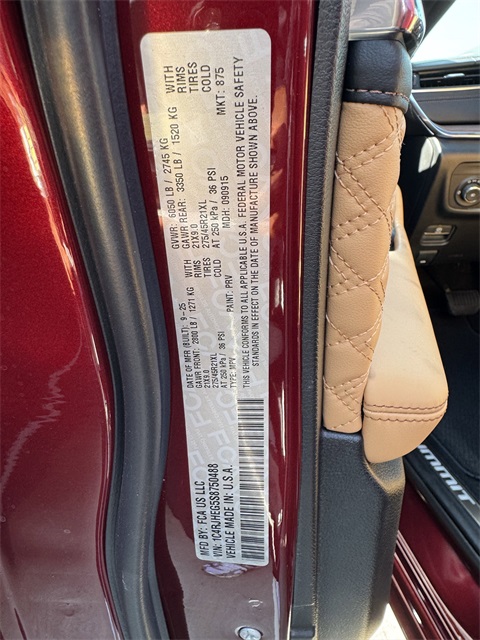 MFD BY: FCA US LLC
DATE OF MFR (BUILT): 9-25
GVWR: 6050 LB / 2745 KG
GAWR FRONT: 2800 LB / 1271 KG
WITH
21X9.0 RIMS
275/45R21XL TIRES
AT 250 kPa / 36 PSI COLD
GAWR REAR: 3350 LB / 1520 KG
WITH
21X9.0 RIMS
275/45R21XL TIRES
AT 250 kPa / 36 PSI COLD
VIN: 1C4RJHEG5S8750488
TYPE: MPV
PAINT: PRV
MDH: 090915
MKT: 875
VEHICLE MADE IN: U.S.A.
THIS VEHICLE CONFORMS TO ALL APPLICABLE U.S.A. FEDERAL MOTOR VEHICLE SAFETY
STANDARDS IN EFFECT ON THE DATE OF MANUFACTURE SHOWN ABOVE.
UMMIT